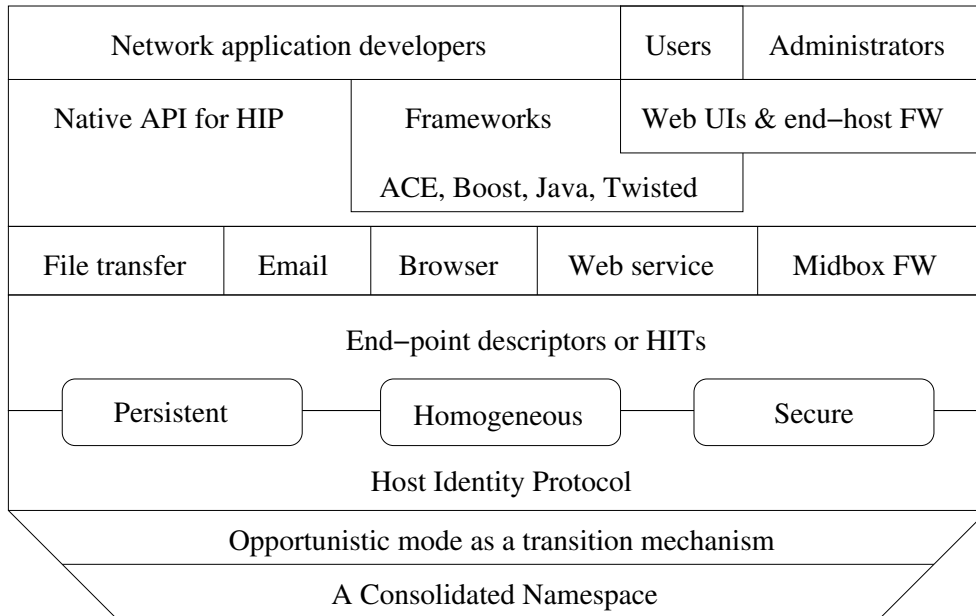 Network application developers
Users
Administrators
Native API for HIP
Frameworks
Web UIs & end−host FW
ACE, Boost, Java, Twisted
File transfer
Email
Browser
Web service
Midbox FW
End−point descriptors or HITs
Persistent
Homogeneous
Secure
Host Identity Protocol
Opportunistic mode as a transition mechanism
A Consolidated Namespace